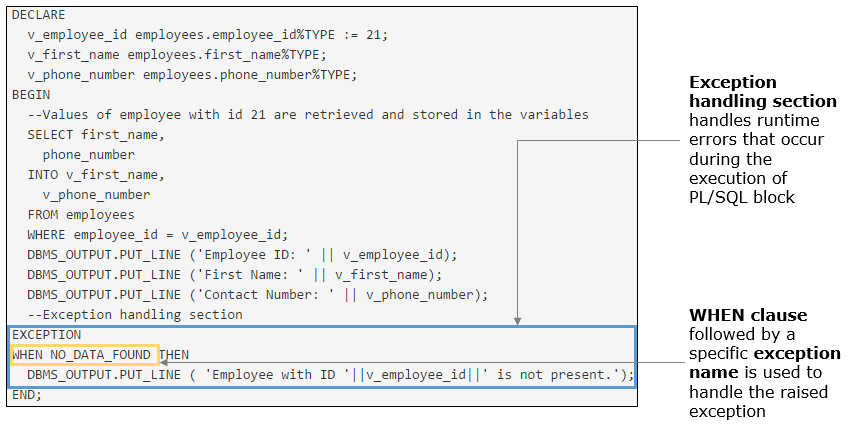 DECLARE
v_employee_id employees.employee_id%TYPE := 21;
v_first_name employees.first_name%TYPE;
v_phone_number employees.phone_number%TYPE;
BEGIN
--Values of employee with id 21 are retrieved and stored in the variables
SELECT first_name,
phone_number
INTO v_first_name,
v_phone_number
FROM employees
WHERE employee_id = v_employee_id;
DBMS_OUTPUT.PUT_LINE ('Employee ID: ' || v_employee_id);
DBMS_OUTPUT.PUT_LINE ('First Name: ' || v_first_name);
DBMS_OUTPUT.PUT_LINE ('Contact Number: ' || v_phone_number);
--Exception handling section
EXCEPTION
WHEN NO_DATA_FOUND THEN
DBMS_OUTPUT.PUT_LINE ( 'Employee with ID '||v_employee_id||' is not present.');
END;
Exception
handling section
handles runtime
errors that occur
during the
execution of
PL/SQL block
WHEN clause
followed by a
specific exception
name is used to
handle the raised
exception